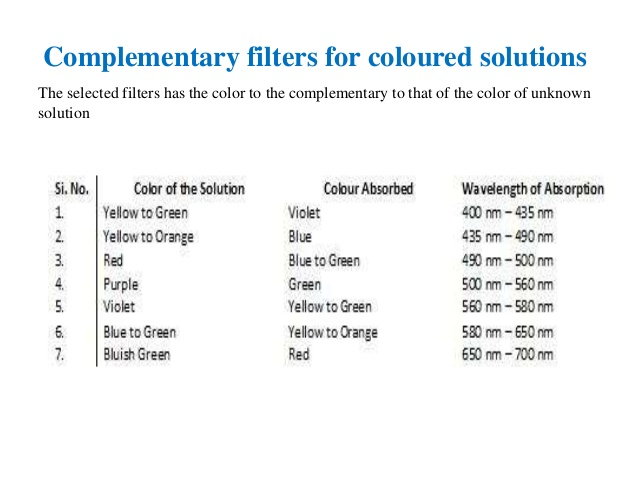 Complementary filters for coloured solutions
The selected filters has the color to the complementary to that of the color of unknown
solution
Si. No. Color of the Solution Colour Absorbed Wavelength of Absorption
1. Yellow to Green Violet 400 nm – 435 nm
2. Yellow to Orange Blue 435 nm – 490 nm
3. Red Blue to Green 490 nm – 500 nm
4. Purple Green 500 nm – 560 nm
5. Violet Yellow to Green 560 nm – 580 nm
6. Blue to Green Yellow to Orange 580 nm – 650 nm
7. Bluish Green Red 650 nm – 700 nm